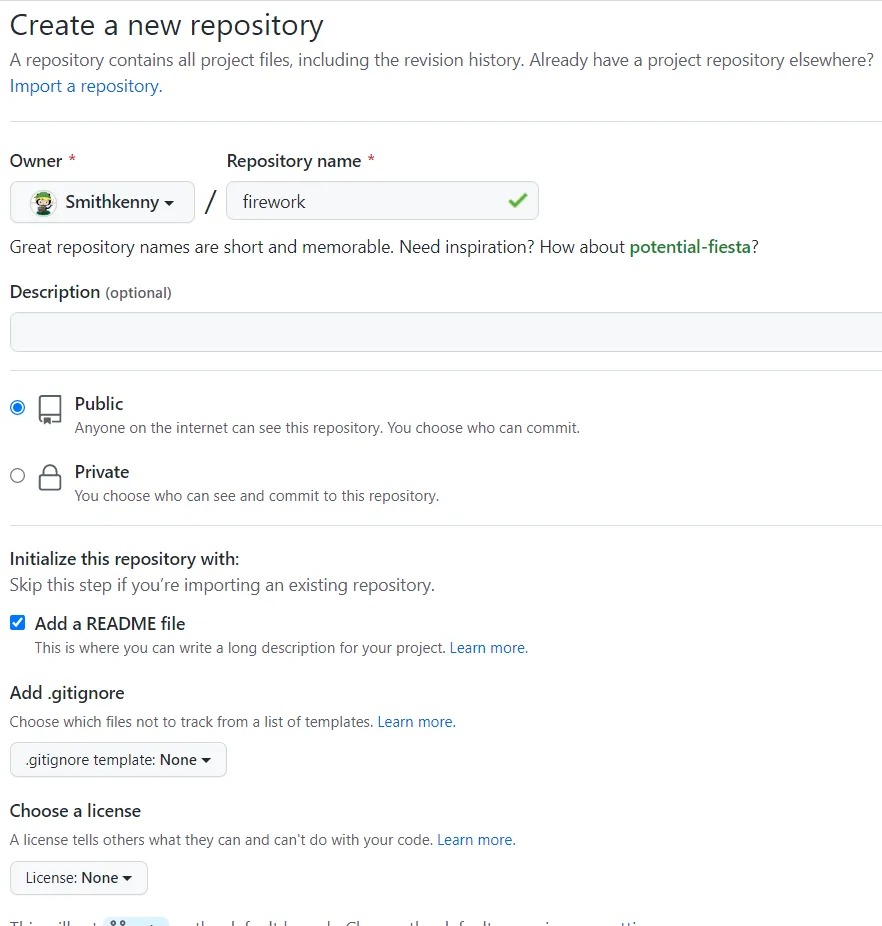 Create a new repository
A repository contains all project files, including the revision history. Already have a project repository elsewhere?
Import a repository.
Owner * Repository name *
Smithkenny / firework
Great repository names are short and memorable. Need inspiration? How about potential-fiesta?
Description (optional)
Public
Anyone on the internet can see this repository. You choose who can commit.
Private
You choose who can see and commit to this repository.
Initialize this repository with:
Skip this step if you’re importing an existing repository.
Add a README file
This is where you can write a long description for your project. Learn more.
Add .gitignore
Choose which files not to track from a list of templates. Learn more.
.gitignore template: None
Choose a license
A license tells others what they can and can't do with your code. Learn more.
License: None